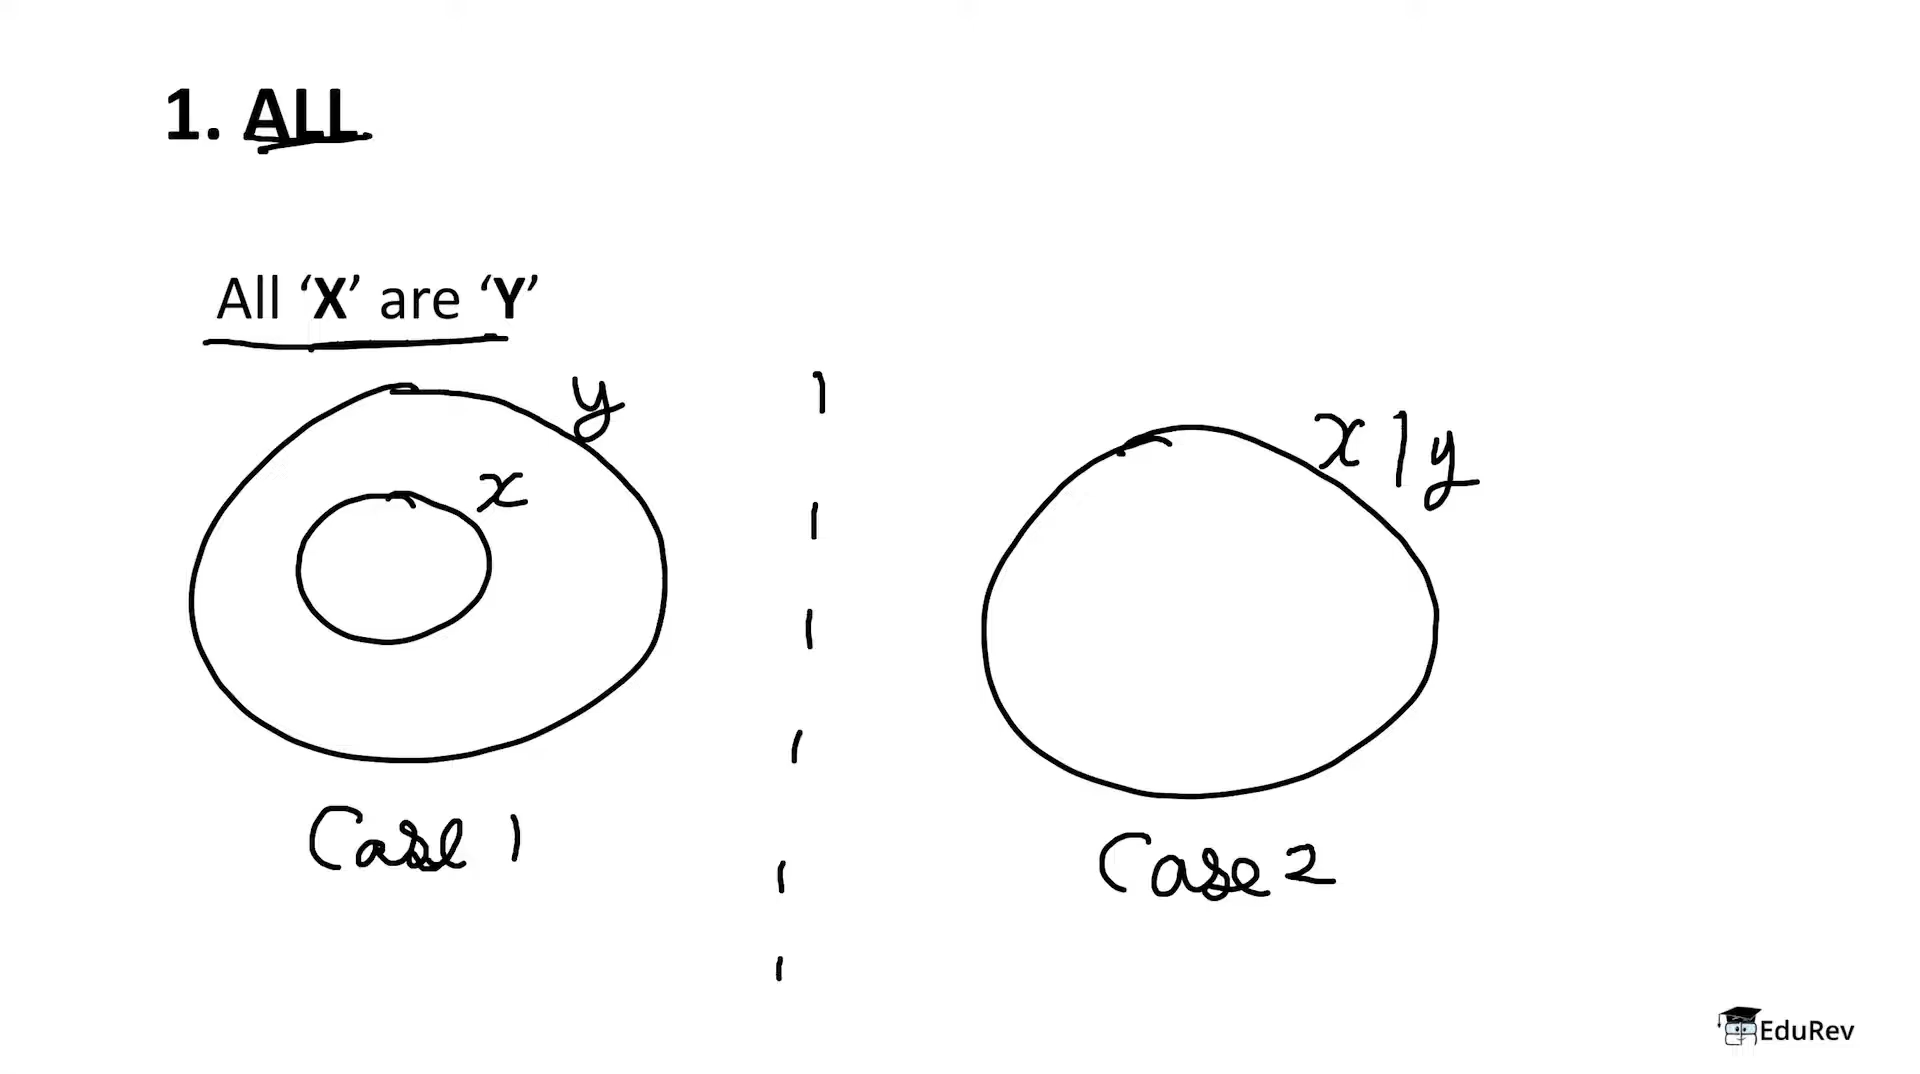 1. ALL
All ‘X’ are ‘Y’
y
x
Case 1
x | y
Case 2
EduRev